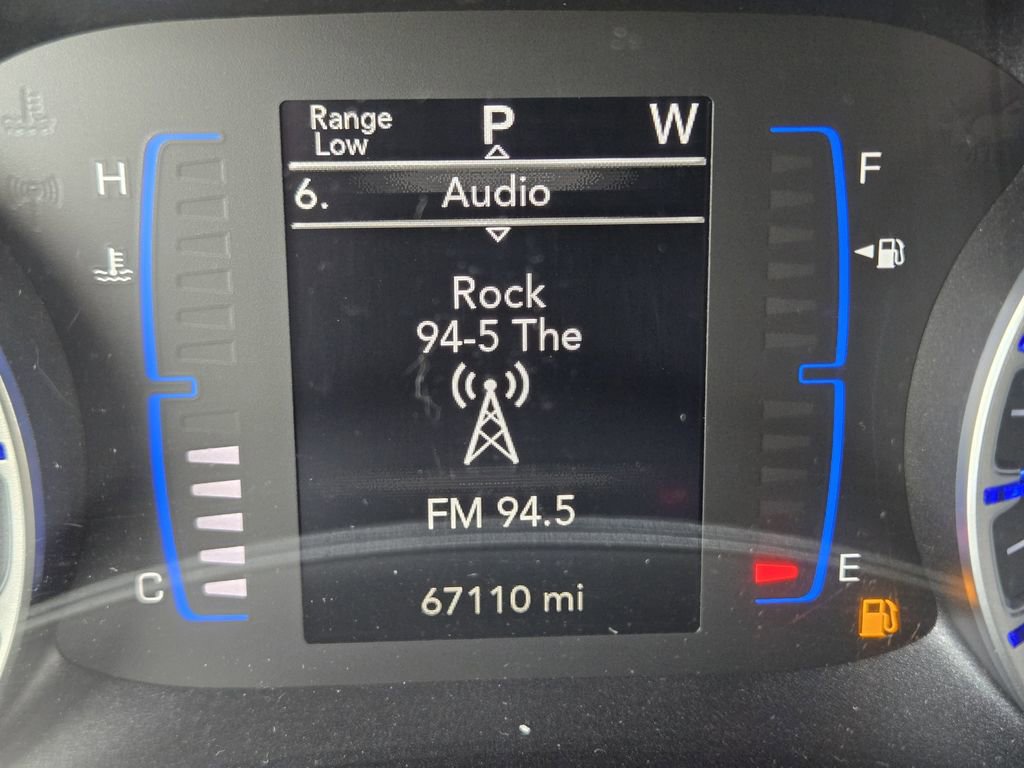 Range
Low
P
W
6.
Audio
H
F
Rock
94-5 The
FM 94.5
C
E
67110 mi